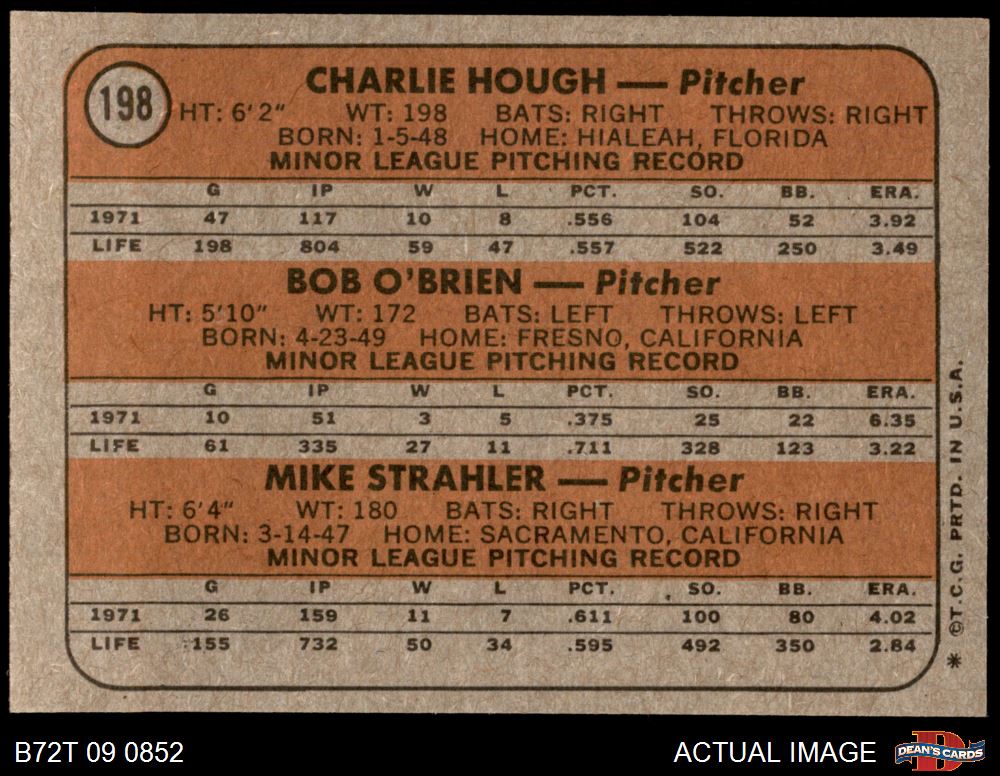 198
CHARLIE HOUGH — Pitcher
HT: 6'2" WT: 198 BATS: RIGHT THROWS: RIGHT
BORN: 1-5-48 HOME: HIALEAH, FLORIDA
MINOR LEAGUE PITCHING RECORD
G IP W L PCT. SO. BB. ERA.
1971 47 117 10 8 .556 104 52 3.92
LIFE 198 804 59 47 .557 522 250 3.49
BOB O'BRIEN — Pitcher
HT: 5'10" WT: 172 BATS: LEFT THROWS: LEFT
BORN: 4-23-49 HOME: FRESNO, CALIFORNIA
MINOR LEAGUE PITCHING RECORD
G IP W L PCT. SO. BB. ERA.
1971 10 51 3 5 .375 25 22 6.35
LIFE 61 335 27 11 .711 328 123 3.22
MIKE STRAHLER — Pitcher
HT: 6'4" WT: 180 BATS: RIGHT THROWS: RIGHT
BORN: 3-14-47 HOME: SACRAMENTO, CALIFORNIA
MINOR LEAGUE PITCHING RECORD
G IP W L PCT. SO. BB. ERA.
1971 26 159 11 7 .611 100 80 4.02
LIFE 155 732 50 34 .595 492 350 2.84
* ©T.C.G. PRTD. IN U.S.A.
B72T 09 0852
ACTUAL IMAGE
DEAN'S CARDS